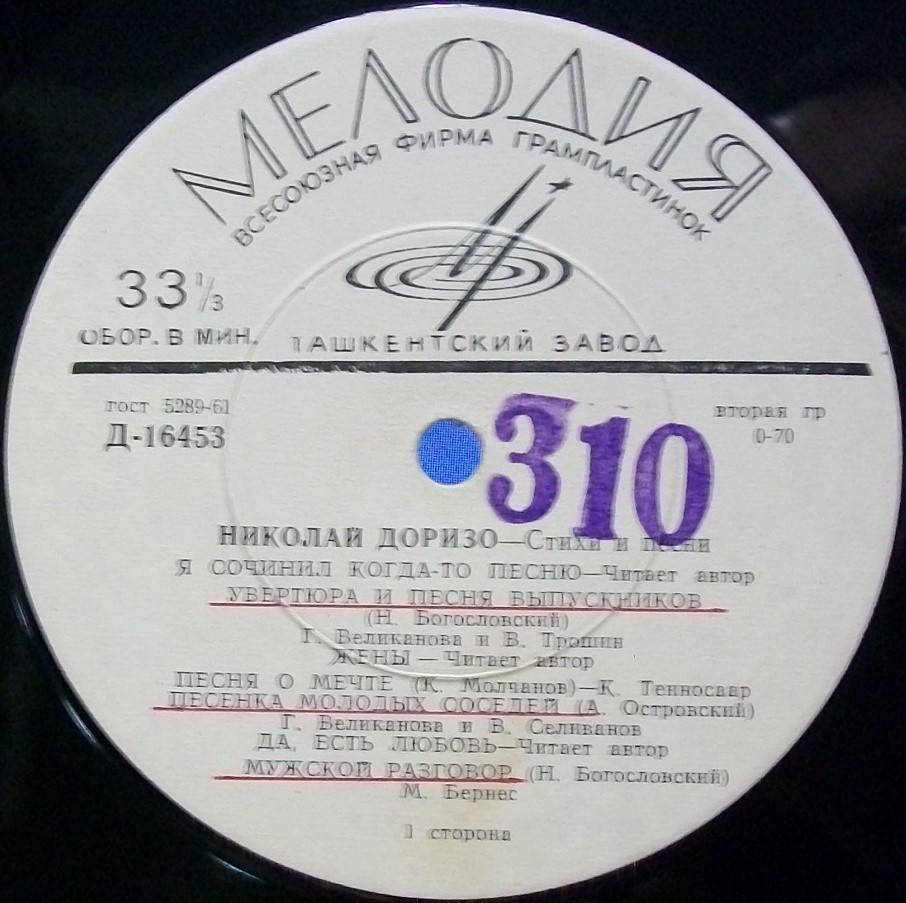 МЕЛОДИЯ
ВСЕСОЮЗНАЯ ФИРМА ГРАМПЛАСТИНОК
33 1/3
ОБОР. В МИН.
ТАШКЕНТСКИЙ ЗАВОД
гост 5289-61
Д-16453
310
вторая гр
0-70
НИКОЛАЙ ДОРИЗО—Стихи и песни
Я СОЧИНИЛ КОГДА-ТО ПЕСНЮ—Читает автор
УВЕРТЮРА И ПЕСНЯ ВЫПУСКНИКОВ
(Н. Богословский)
Г. Великанова и В. Трошин
ЖЕНЫ — Читает автор
ПЕСНЯ О МЕЧТЕ (К. Молчанов)—К. Тенносаар
ПЕСЕНКА МОЛОДЫХ СОСЕДЕЙ (А. Островский)
Г. Великанова и В. Селиванов
ДА, ЕСТЬ ЛЮБОВЬ—Читает автор
МУЖСКОЙ РАЗГОВОР (Н. Богословский)
М. Бернес
1 сторона